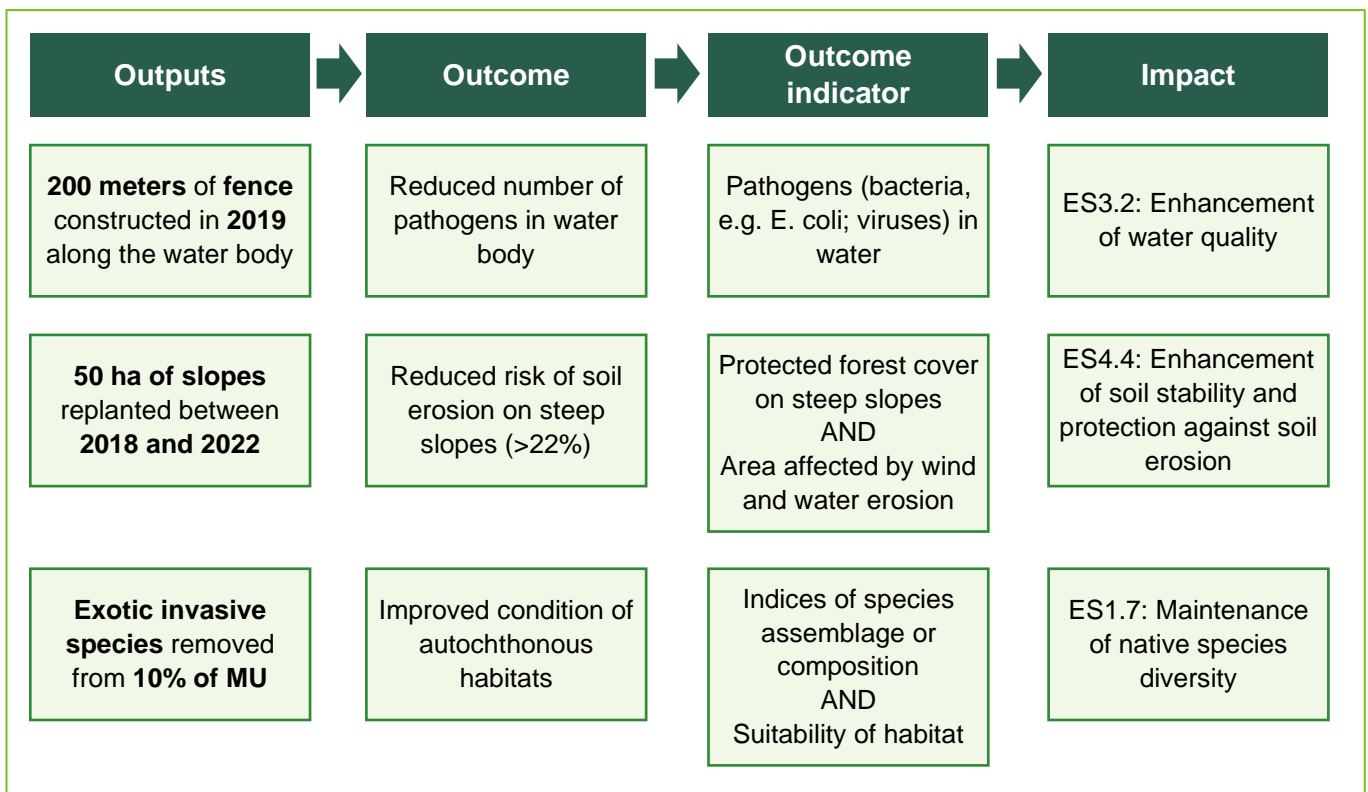 Outputs
Outcome
Outcome
indicator
Impact
200 meters of fence
constructed in 2019
along the water body
Reduced number of
pathogens in water
body
Pathogens (bacteria,
e.g. E. coli; viruses) in
water
ES3.2: Enhancement
of water quality
50 ha of slopes
replanted between
2018 and 2022
Reduced risk of soil
erosion on steep
slopes (>22%)
Protected forest cover
on steep slopes
AND
Area affected by wind
and water erosion
ES4.4: Enhancement
of soil stability and
protection against soil
erosion
Exotic invasive
species removed
from 10% of MU
Improved condition of
autochthonous
habitats
Indices of species
assemblage or
composition
AND
Suitability of habitat
ES1.7: Maintenance
of native species
diversity